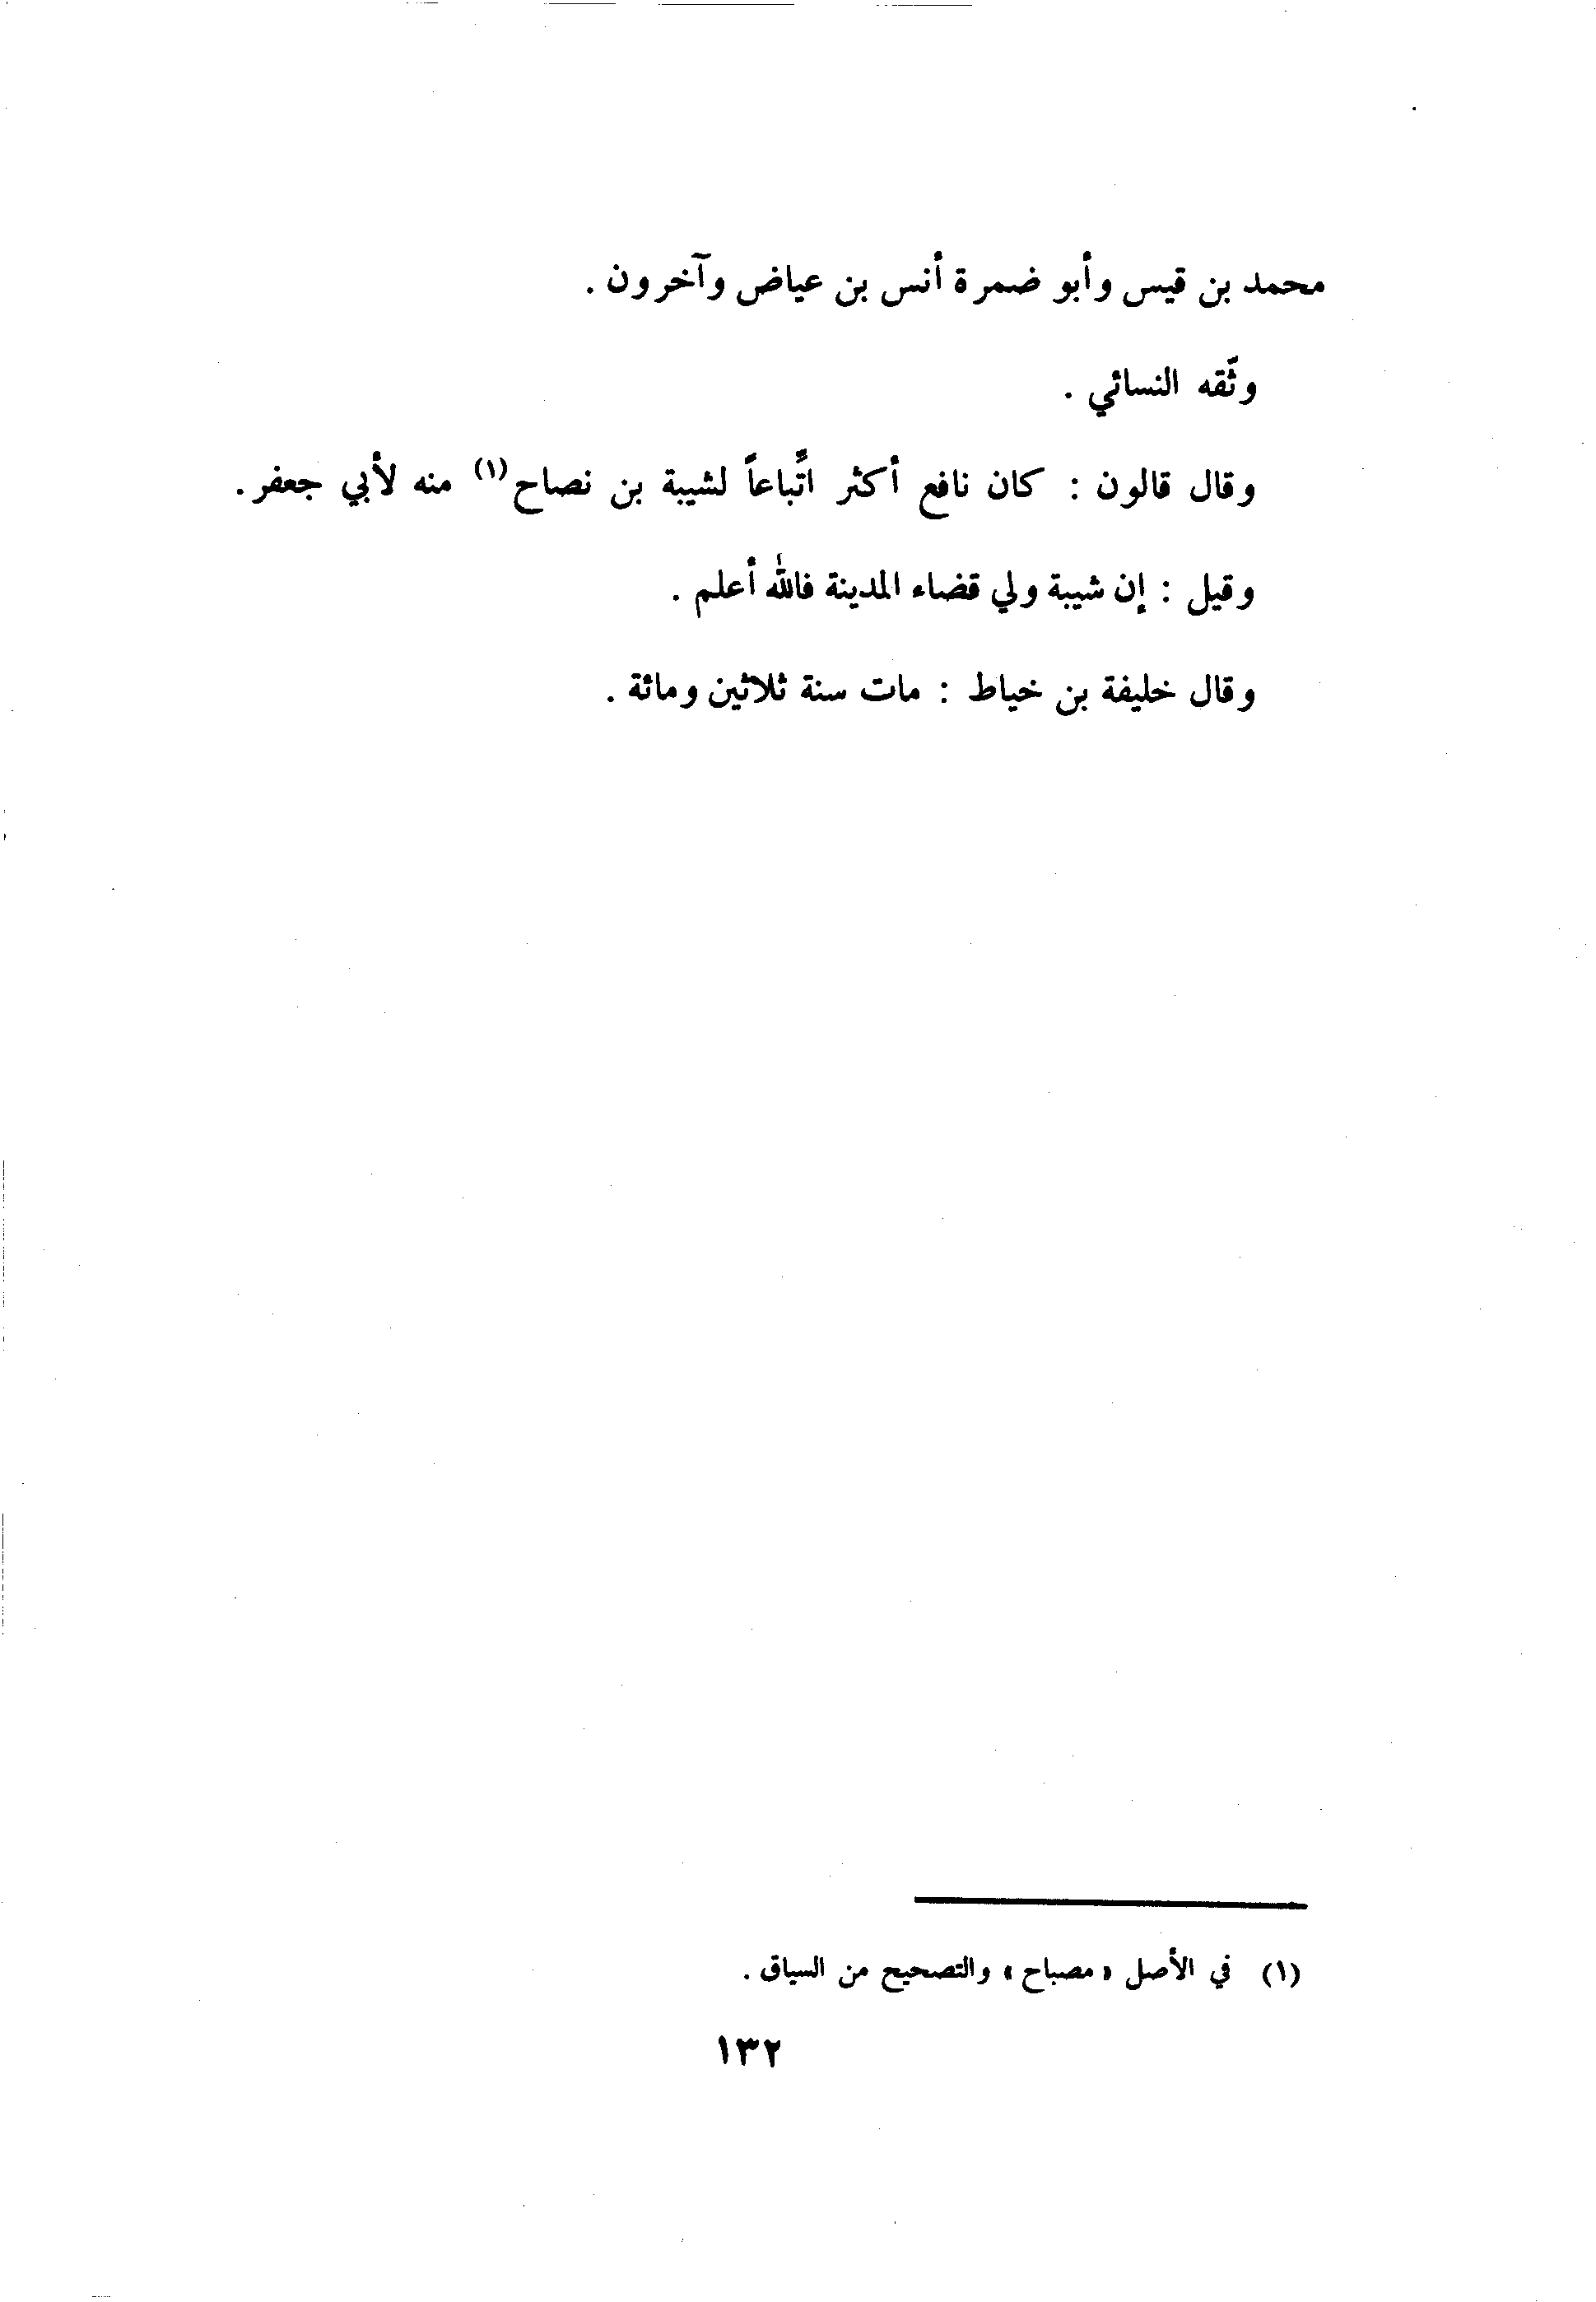 محمد بن قيس وأبو ضمرة أنس بن عياض وآخرون .
وثّقه النسائي .
وقال قالون : كان نافع أكثر اتِّباعاً لشيبة بن نصاح(١) منه لأبي جعفر .
وقيل : إن شيبة ولي قضاء المدينة فالله أعلم .
وقال خليفة بن خياط : مات سنة ثلاثين ومائة .
(١) في الأصل « مصباح » والتصحيح من السياق .
١٣٢